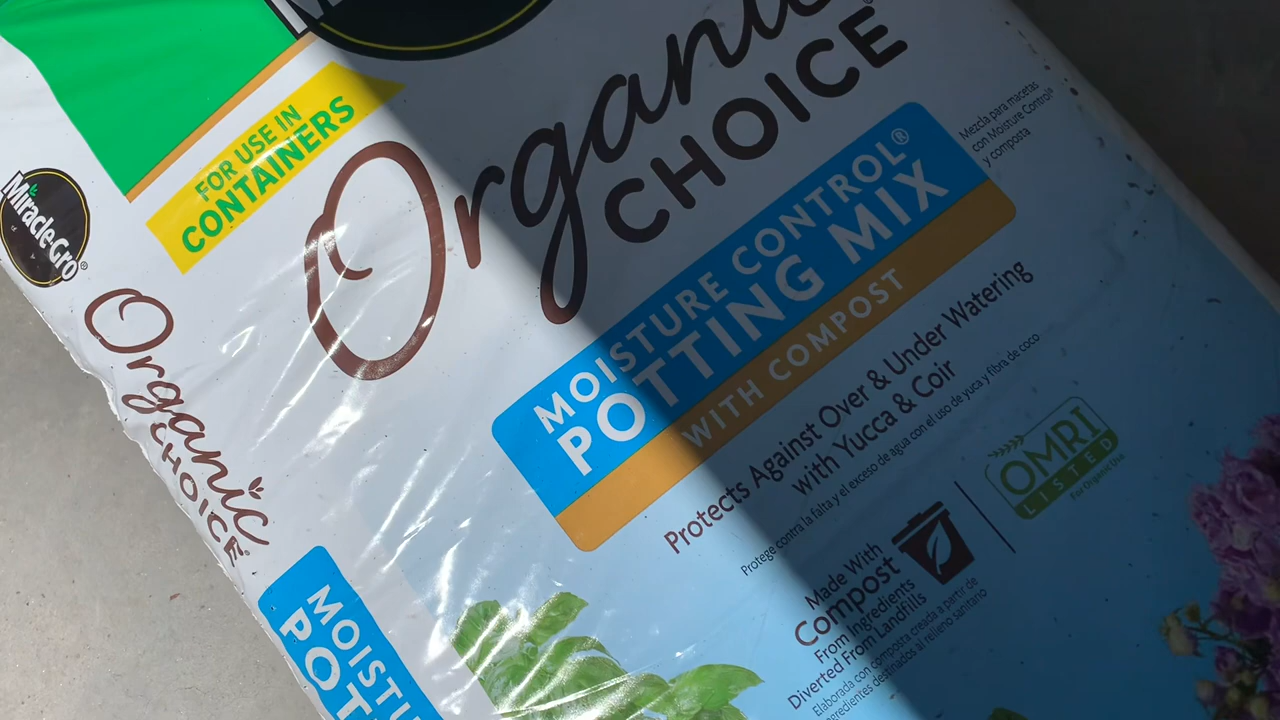 FOR USE IN
CONTAINERS
Organic
CHOICE®
MOISTURE CONTROL®
POTTING MIX
WITH COMPOST
Mezcla para macetas
con Moisture Control®
y composta
Protects Against Over & Under Watering
with Yucca & Coir
Protege contra la falta y el exceso de agua con el uso de yuca y fibra de coco
Made With
Compost
From Ingredients
Diverted From Landfills
Elaborada con composta creada a partir de
ingredientes destinados al relleno sanitario
OMRI
LISTED
For Organic Use
Miracle-Gro®
Organic
CHOICE®
MOISTU
POT